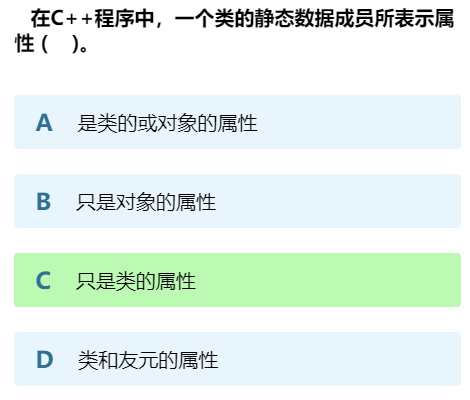 在C++程序中，一个类的静态数据成员所表示属
性 (    )。
A 是类的或对象的属性
B 只是对象的属性
C 只是类的属性
D 类和友元的属性